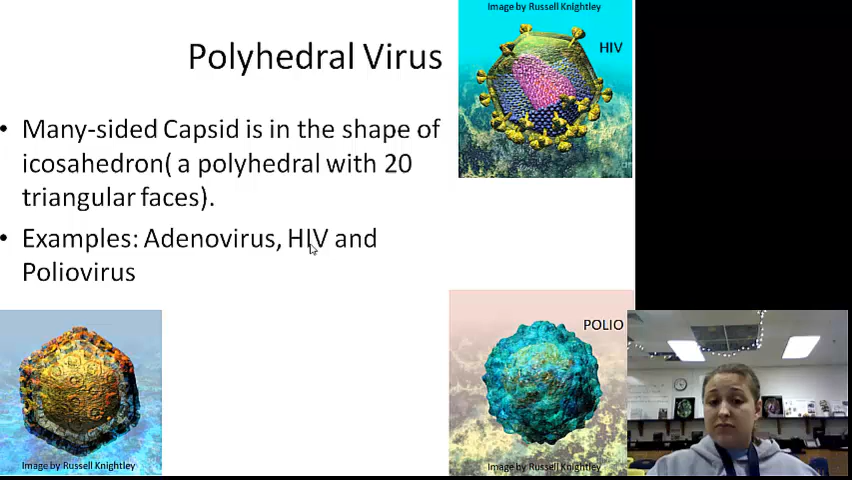 Image by Russell Knightley
HIV
Polyhedral Virus
• Many-sided Capsid is in the shape of
icosahedron( a polyhedral with 20
triangular faces).
• Examples: Adenovirus, HIV and
Poliovirus
POLIO
Image by Russell Knightley
Image by Russell Knightley